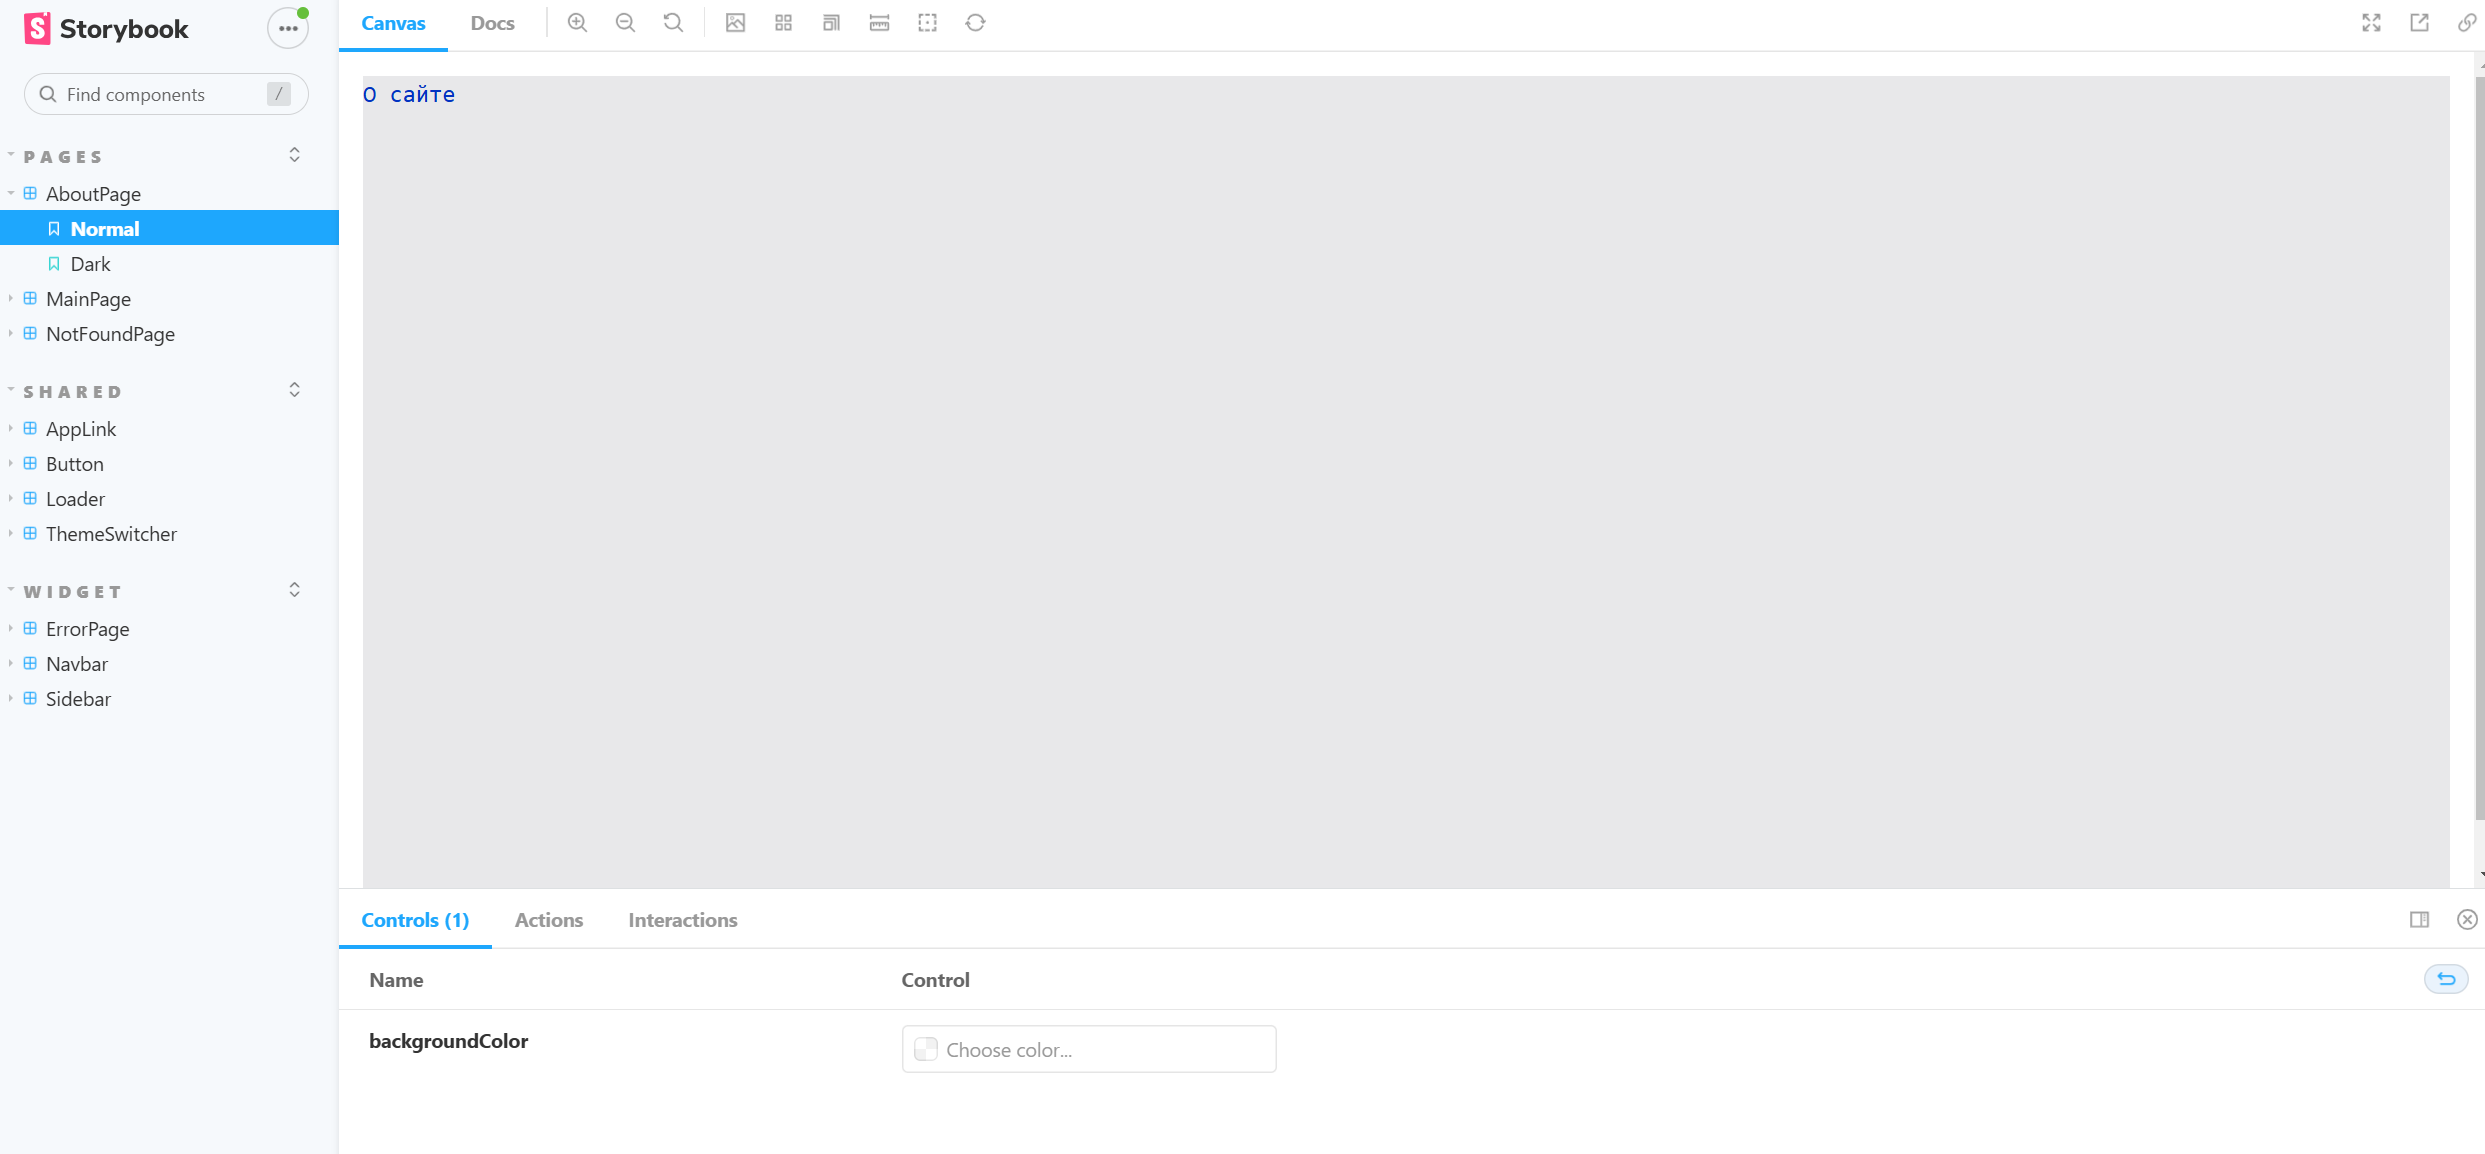 Storybook
Find components
/
PAGES
AboutPage
Normal
Dark
MainPage
NotFoundPage
SHARED
AppLink
Button
Loader
ThemeSwitcher
WIDGET
ErrorPage
Navbar
Sidebar
Canvas
Docs
О сайте
Controls (1)
Actions
Interactions
Name
Control
backgroundColor
Choose color...